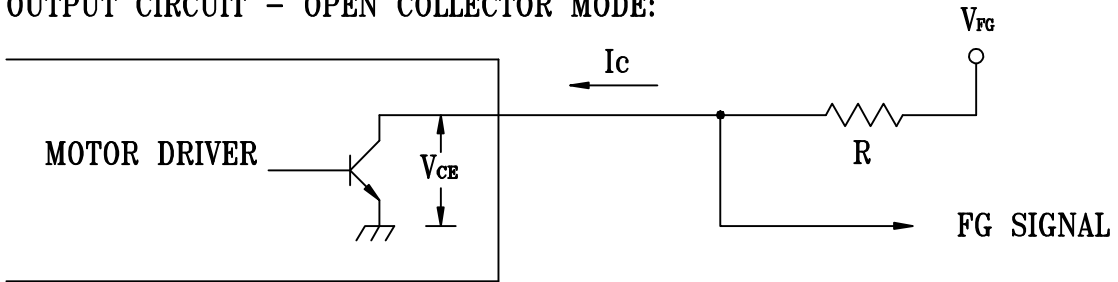 OUTPUT CIRCUIT - OPEN COLLECTOR MODE:
VFG
Ic
MOTOR DRIVER
VCE
R
FG SIGNAL